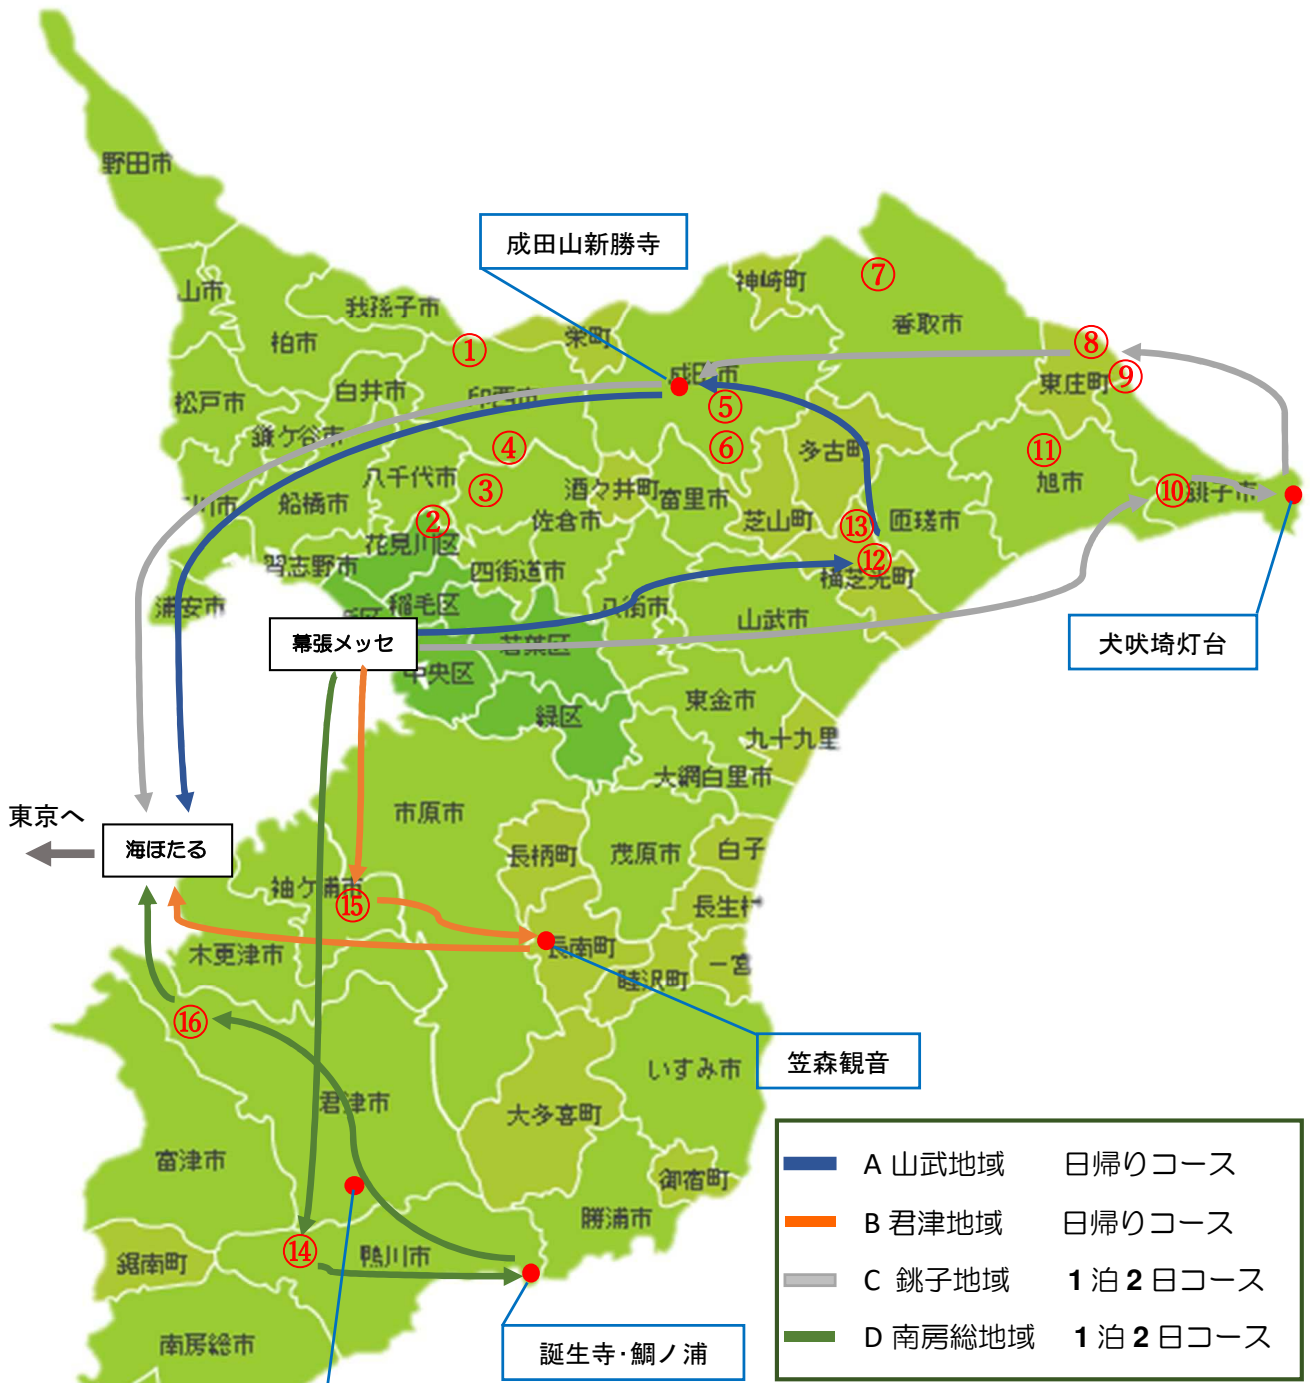 野田市
成田山新勝寺
神崎町
⑦
山市
我孫子市
栄町
香取市
柏市
①
⑧
成田市
⑨
東庄町
白井市
印西市
松戸市
⑤
鎌ケ谷市
④
⑥
多古町
⑪
八千代市
③
酒々井町
富里市
旭市
⑩
銚子市
川市
船橋市
②
佐倉市
芝山町
⑬
匝瑳市
花見川区
習志野市
四街道市
⑫
横芝光町
浦安市
稲毛区
八街市
山武市
幕張メッセ
若葉区
犬吠埼灯台
中央区
緑区
東金市
九十九里
大網白里市
東京へ
市原市
海ほたる
長柄町
茂原市
白子
袖ケ浦市
⑮
長生村
木更津市
長南町
一宮
睦沢町
⑯
笠森観音
いすみ市
君津市
大多喜町
富津市
御宿町
勝浦市
⑭
鴨川市
鋸南町
南房総市
誕生寺・鯛ノ浦
A 山武地域 日帰りコース
B 君津地域 日帰りコース
C 銚子地域 1 泊 2 日コース
D 南房総地域 1 泊 2 日コース